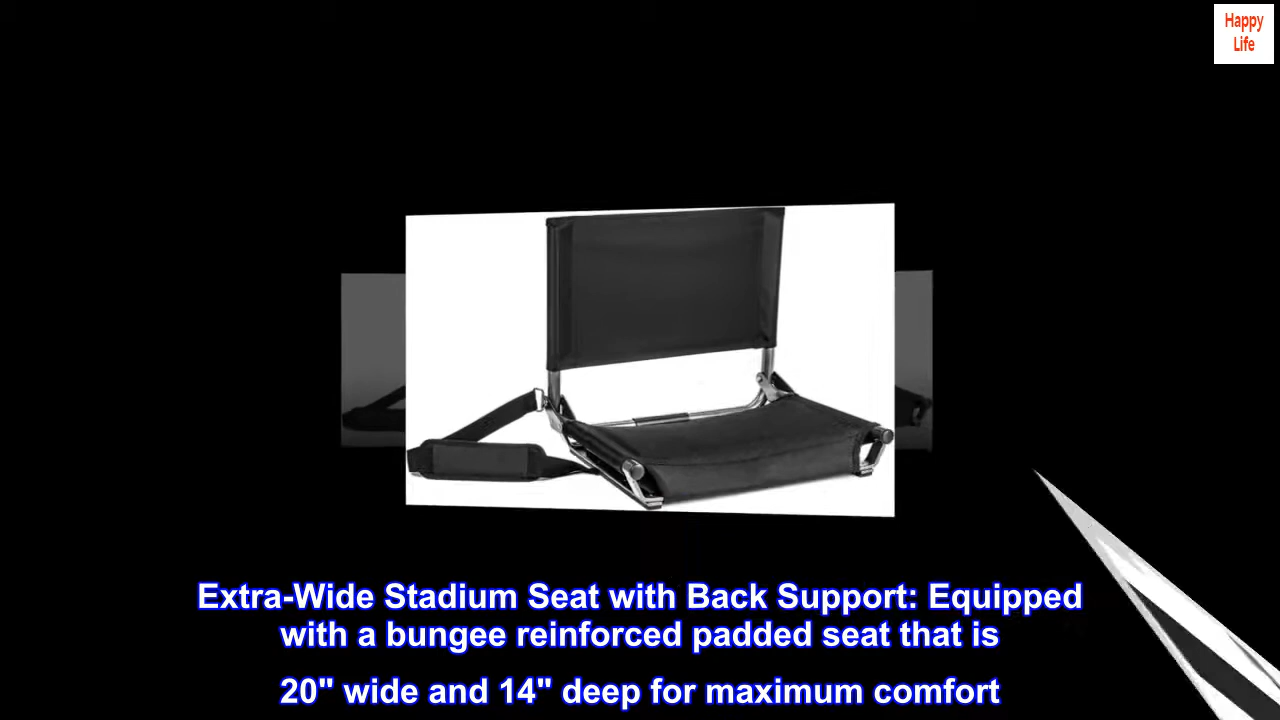 Happy
Life
Extra-Wide Stadium Seat with Back Support: Equipped
with a bungee reinforced padded seat that is
20" wide and 14" deep for maximum comfort